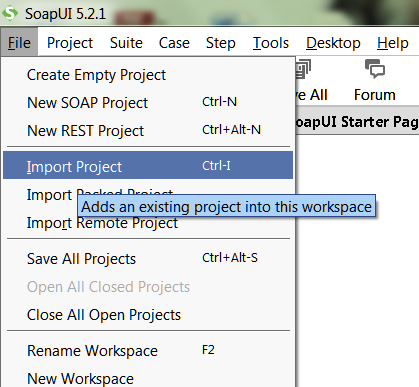 SoapUI 5.2.1
File Project Suite Case Step Tools Desktop Help
Create Empty Project
New SOAP Project Ctrl-N
New REST Project Ctrl+Alt-N
All Forum
Import Project Ctrl-I
Import Packed Project
Adds an existing project into this workspace
Import Remote Project
Save All Projects Ctrl+Alt-S
Open All Closed Projects
Close All Open Projects
Rename Workspace F2
New Workspace
oapUI Starter Pag